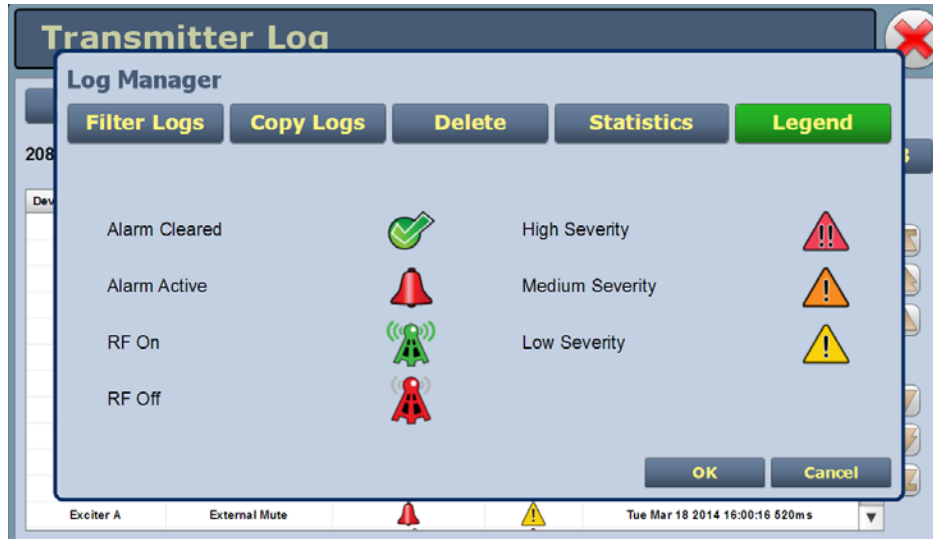 Transmitter Log
Log Manager
Filter Logs Copy Logs Delete Statistics Legend
208
Dev
Alarm Cleared High Severity
Alarm Active Medium Severity
RF On Low Severity
RF Off
OK Cancel
Exciter A External Mute Tue Mar 18 2014 16:00:16 520ms